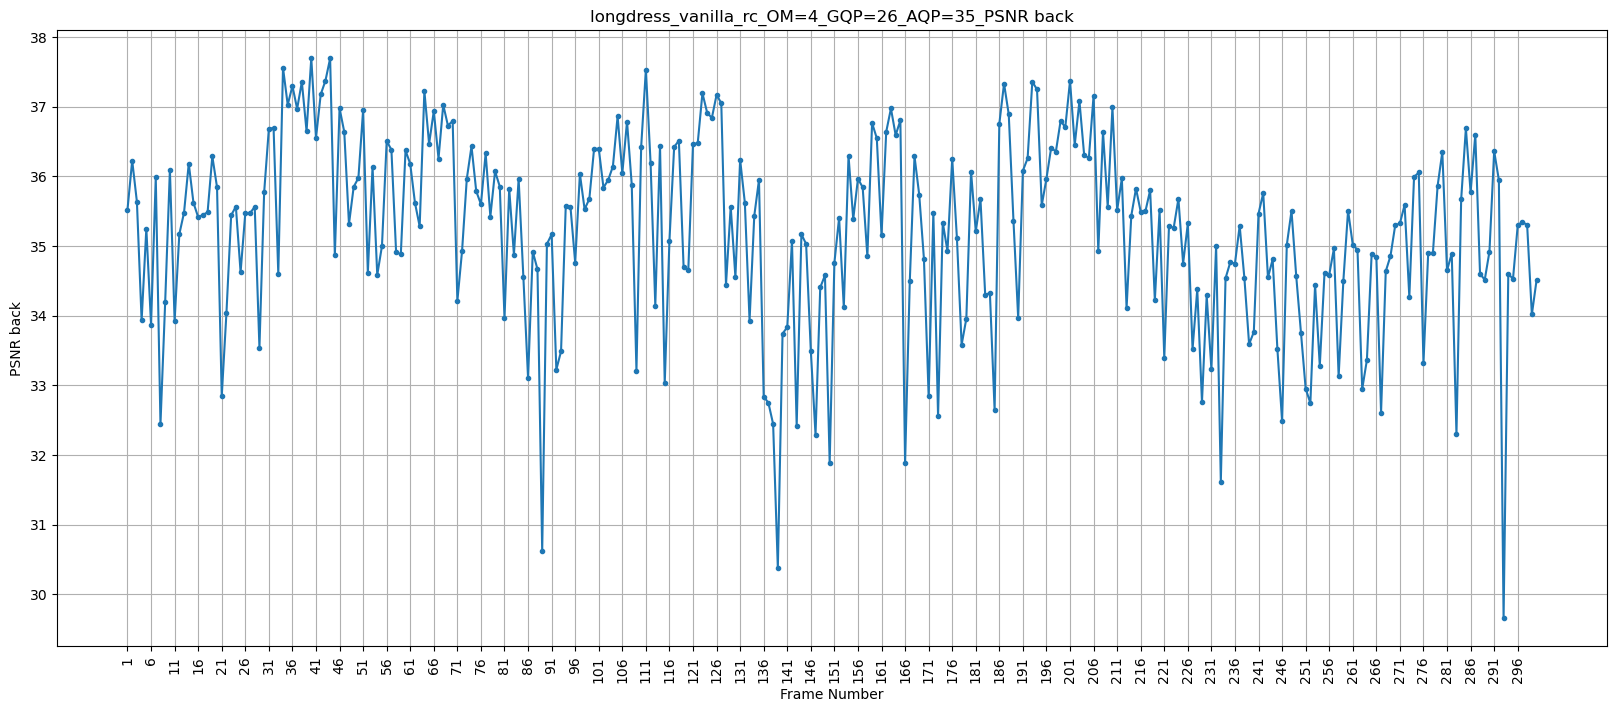 longdress_vanilla_rc_OM=4_GQP=26_AQP=35_PSNR back
38
37
36
35
34
33
32
31
30
PSNR back
1 6 11 16 21 26 31 36 41 46 51 56 61 66 71 76 81 86 91 96 101 106 111 116 121 126 131 136 141 146 151 156 161 166 171 176 181 186 191 196 201 206 211 216 221 226 231 236 241 246 251 256 261 266 271 276 281 286 291 296
Frame Number